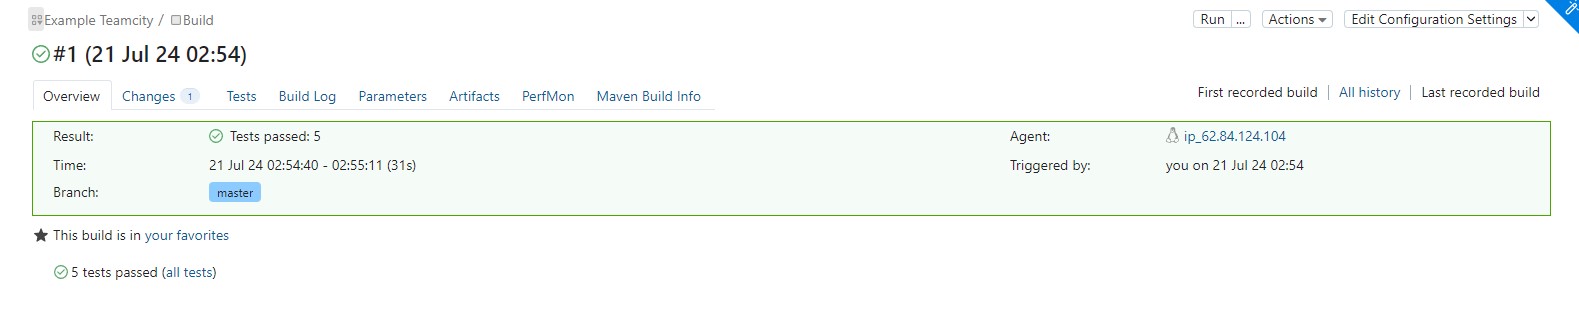 Example Teamcity / Build
Run ... Actions Edit Configuration Settings
#1 (21 Jul 24 02:54)
Overview Changes 1 Tests Build Log Parameters Artifacts PerfMon Maven Build Info
First recorded build All history Last recorded build
Result: Tests passed: 5 Agent: ip_62.84.124.104
Time: 21 Jul 24 02:54:40 - 02:55:11 (31s) Triggered by: you on 21 Jul 24 02:54
Branch: master
This build is in your favorites
5 tests passed (all tests)